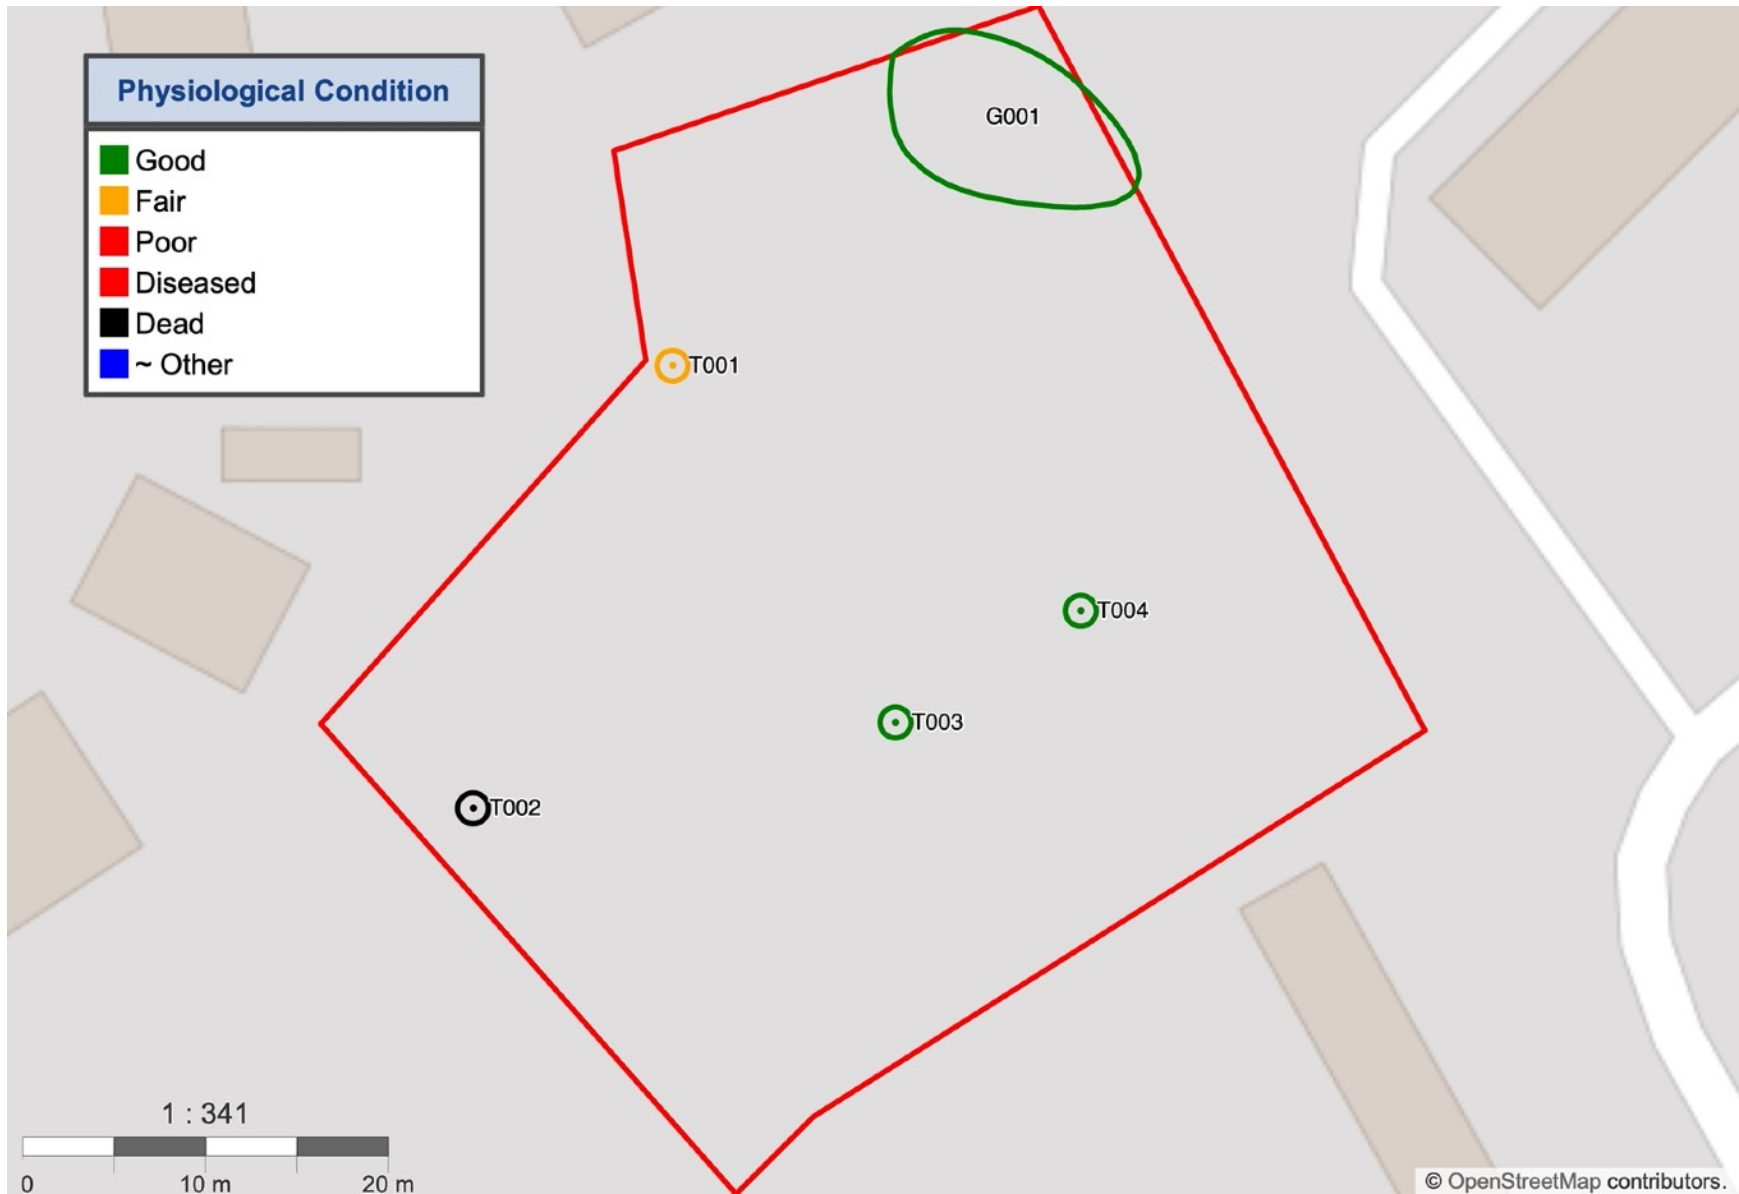 Physiological Condition
Good
Fair
Poor
Diseased
Dead
~ Other
G001
T001
T004
T003
T002
1 : 341
0 10 m 20 m
© OpenStreetMap contributors.